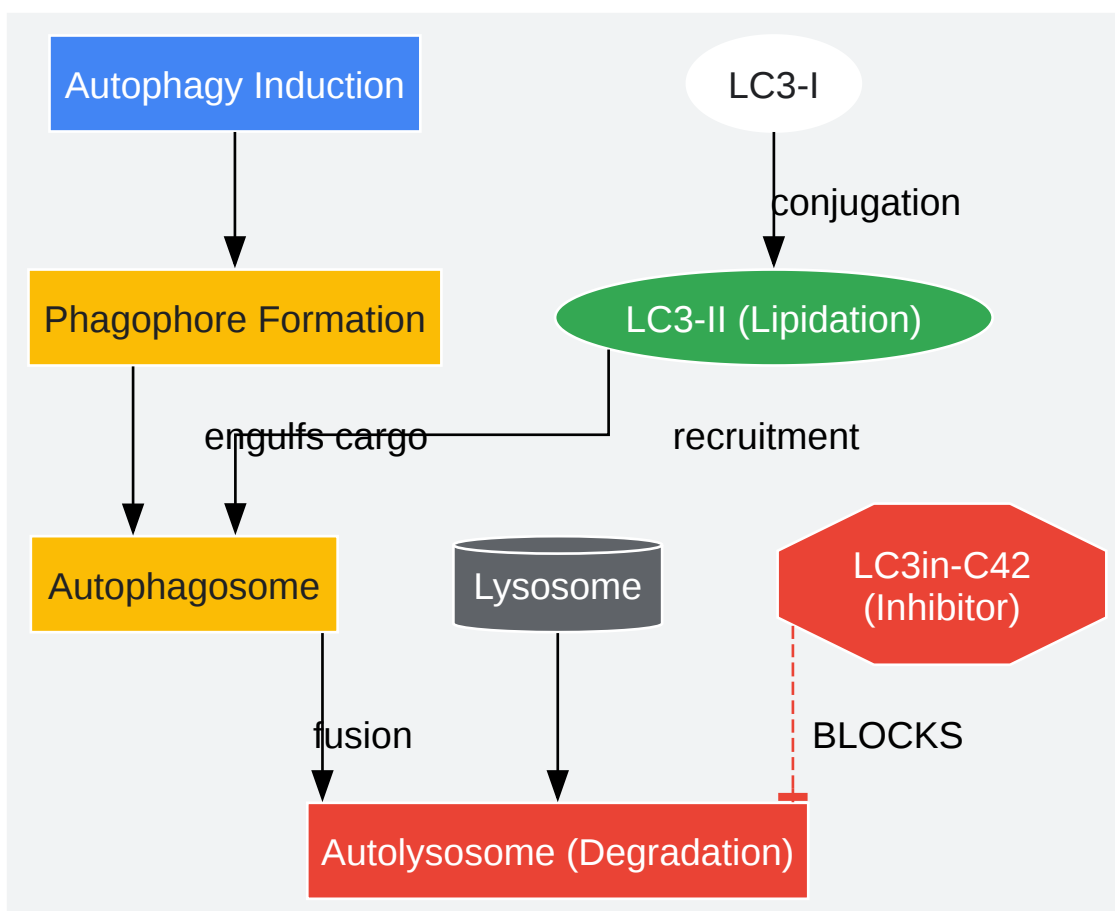 Autophagy Induction
LC3-I
conjugation
Phagophore Formation
LC3-II (Lipidation)
engulfs cargo
recruitment
Autophagosome
Lysosome
LC3in-C42
(Inhibitor)
fusion
BLOCKS
Autolysosome (Degradation)